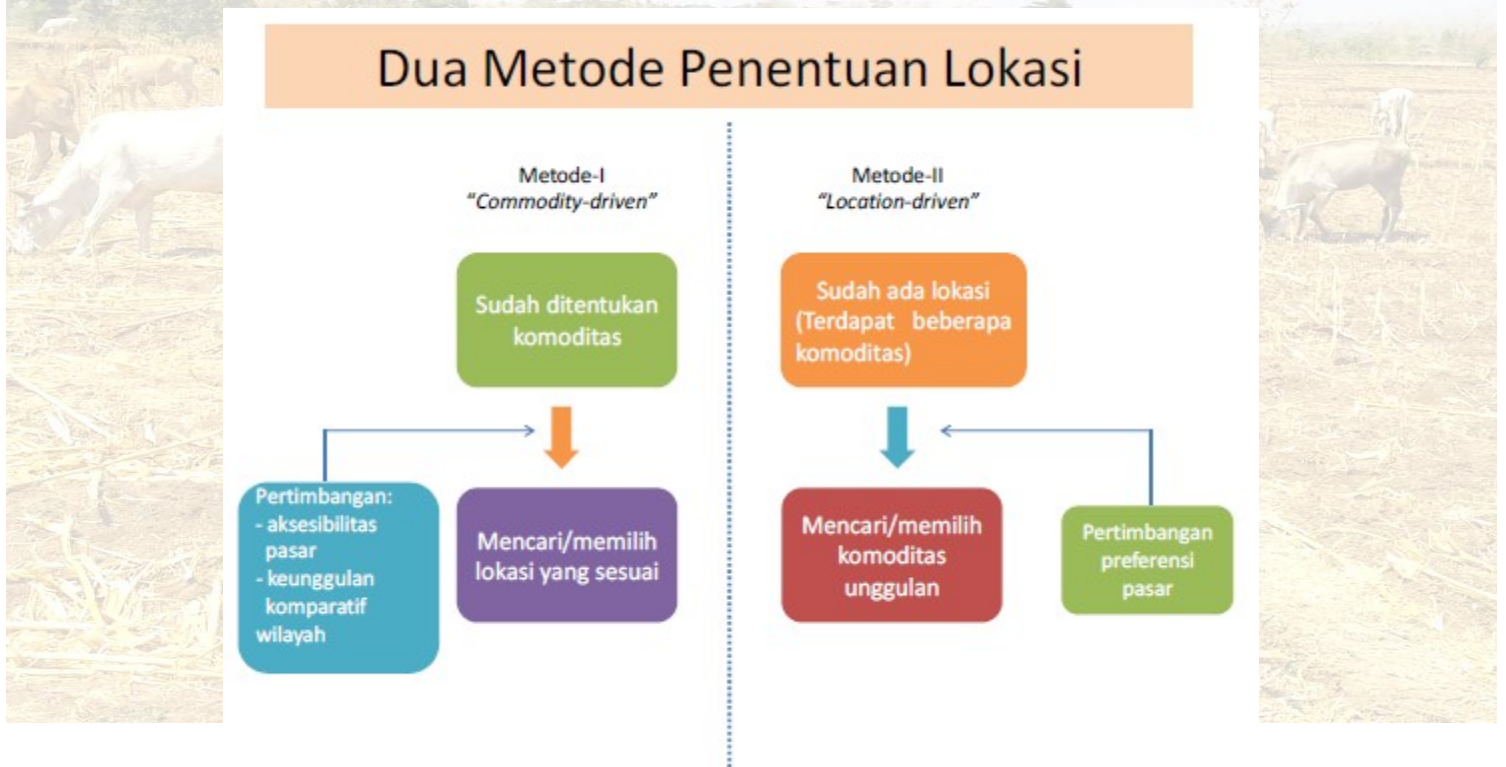 Dua Metode Penentuan Lokasi
Metode-I
“Commodity-driven”
Sudah ditentukan
komoditas
Pertimbangan:
- aksesibilitas
pasar
- keunggulan
komparatif
wilayah
Mencari/memilih
lokasi yang sesuai
Metode-II
“Location-driven”
Sudah ada lokasi
(Terdapat beberapa
komoditas)
Mencari/memilih
komoditas
unggulan
Pertimbangan
preferensi
pasar